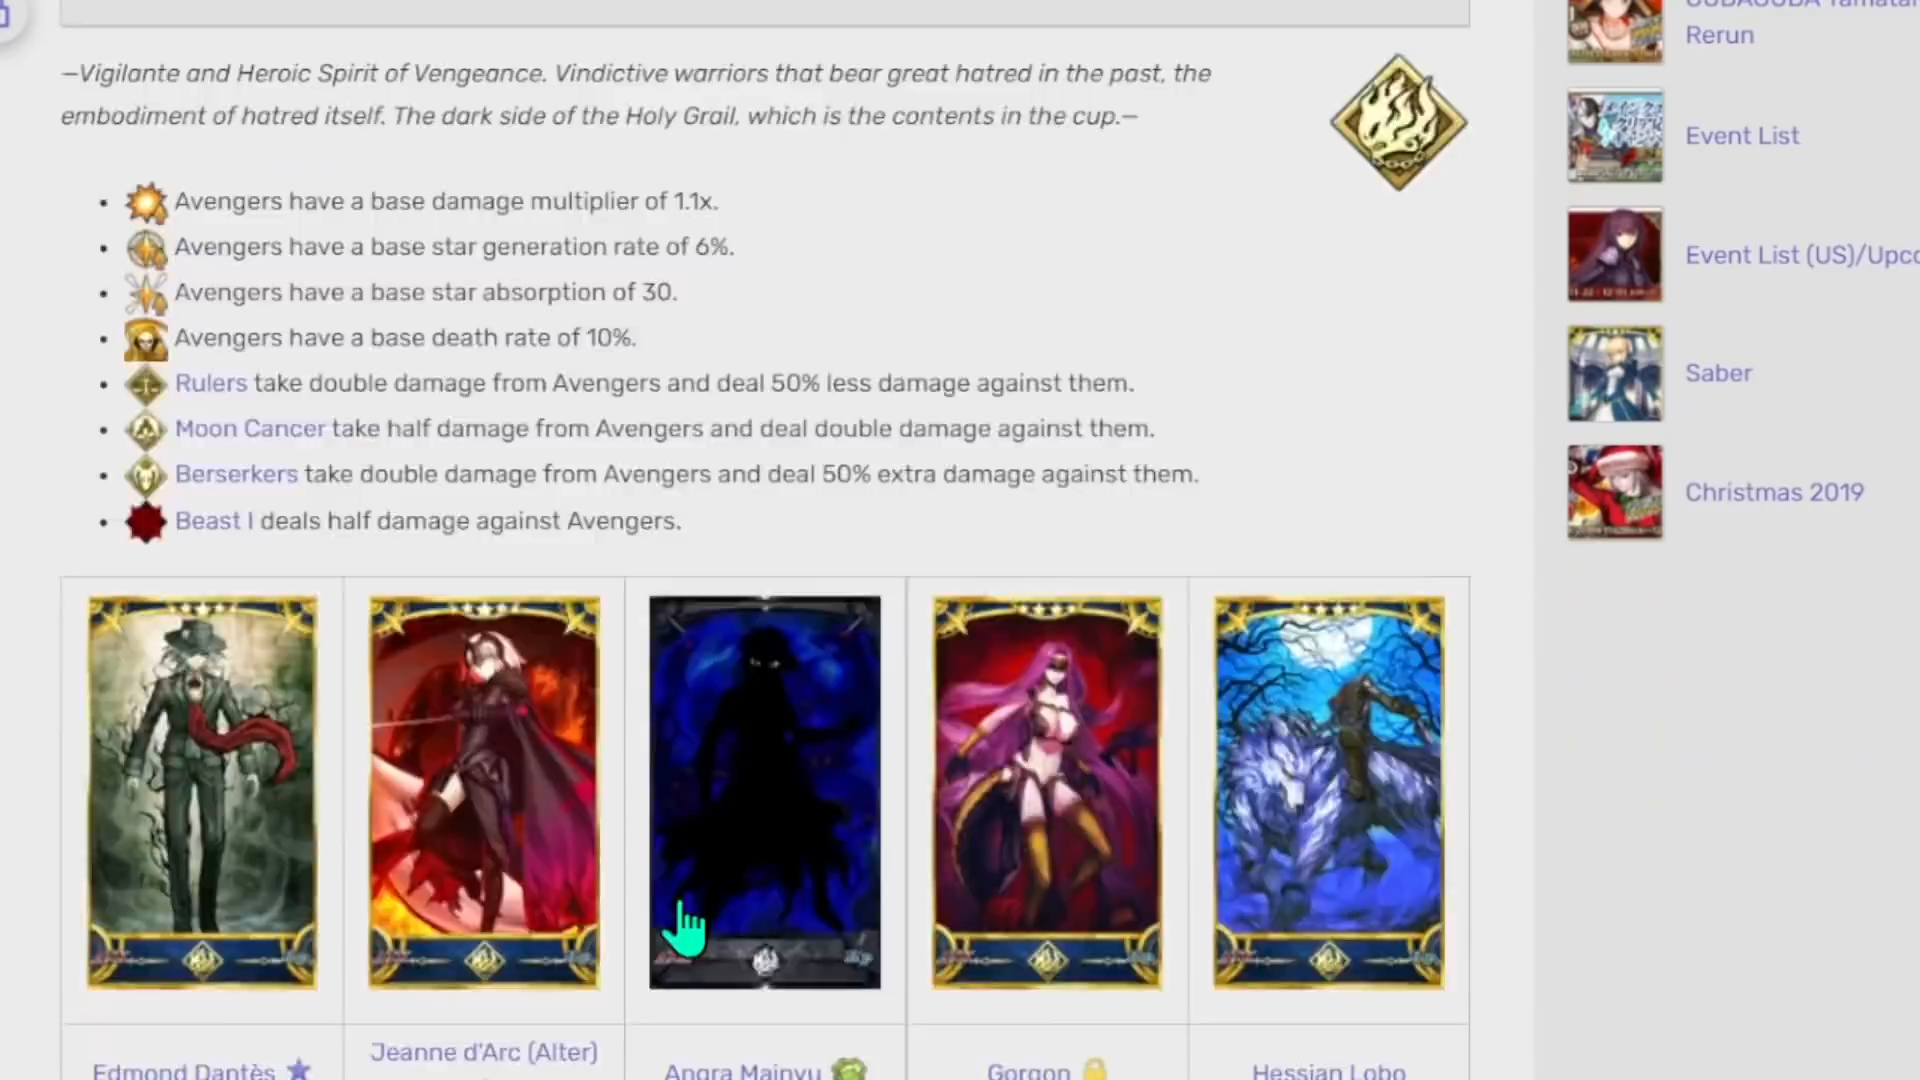 Rerun
—Vigilante and Heroic Spirit of Vengeance. Vindictive warriors that bear great hatred in the past, the
embodiment of hatred itself. The dark side of the Holy Grail, which is the contents in the cup.—
Event List
Avengers have a base damage multiplier of 1.1x.
Avengers have a base star generation rate of 6%.
Event List (US)/Upco
Avengers have a base star absorption of 30.
Avengers have a base death rate of 10%.
Rulers take double damage from Avengers and deal 50% less damage against them.
Saber
Moon Cancer take half damage from Avengers and deal double damage against them.
Berserkers take double damage from Avengers and deal 50% extra damage against them.
Christmas 2019
Beast I deals half damage against Avengers.
Edmond Dantès
Jeanne d'Arc (Alter)
Angra Mainyu
Gorgon
Hessian Lobo